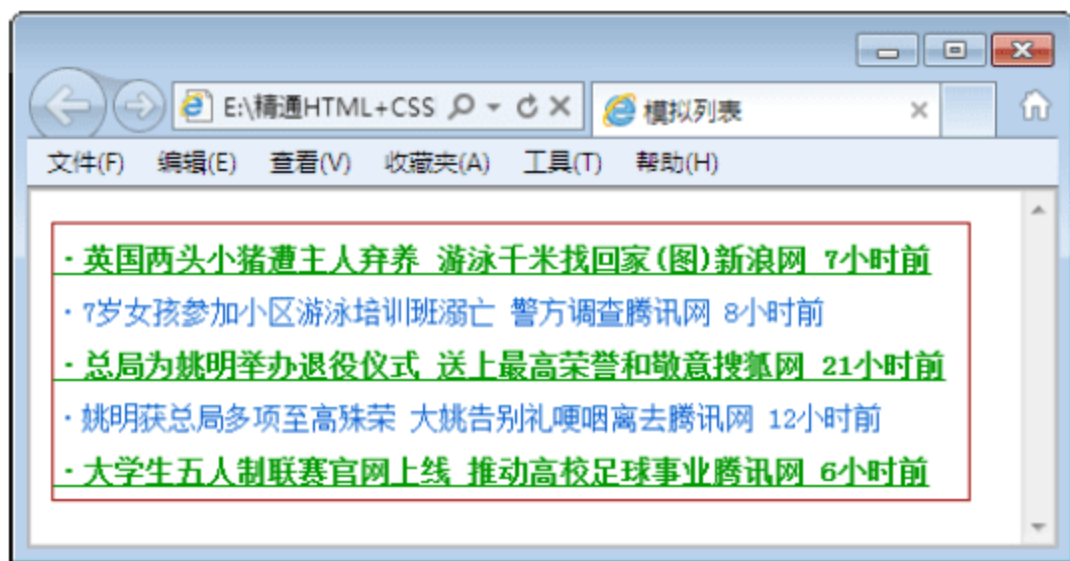 E:\精通HTML+CSS
模拟列表
文件(F) 编辑(E) 查看(V) 收藏夹(A) 工具(T) 帮助(H)
· 英国两头小猪遭主人弃养 游泳千米找回家(图)新浪网 7小时前
· 7岁女孩参加小区游泳培训班溺亡 警方调查腾讯网 8小时前
· 总局为姚明举办退役仪式 送上最高荣誉和敬意搜狐网 21小时前
· 姚明获总局多项至高殊荣 大姚告别礼哽咽离去腾讯网 12小时前
· 大学生五人制联赛官网上线 推动高校足球事业腾讯网 6小时前